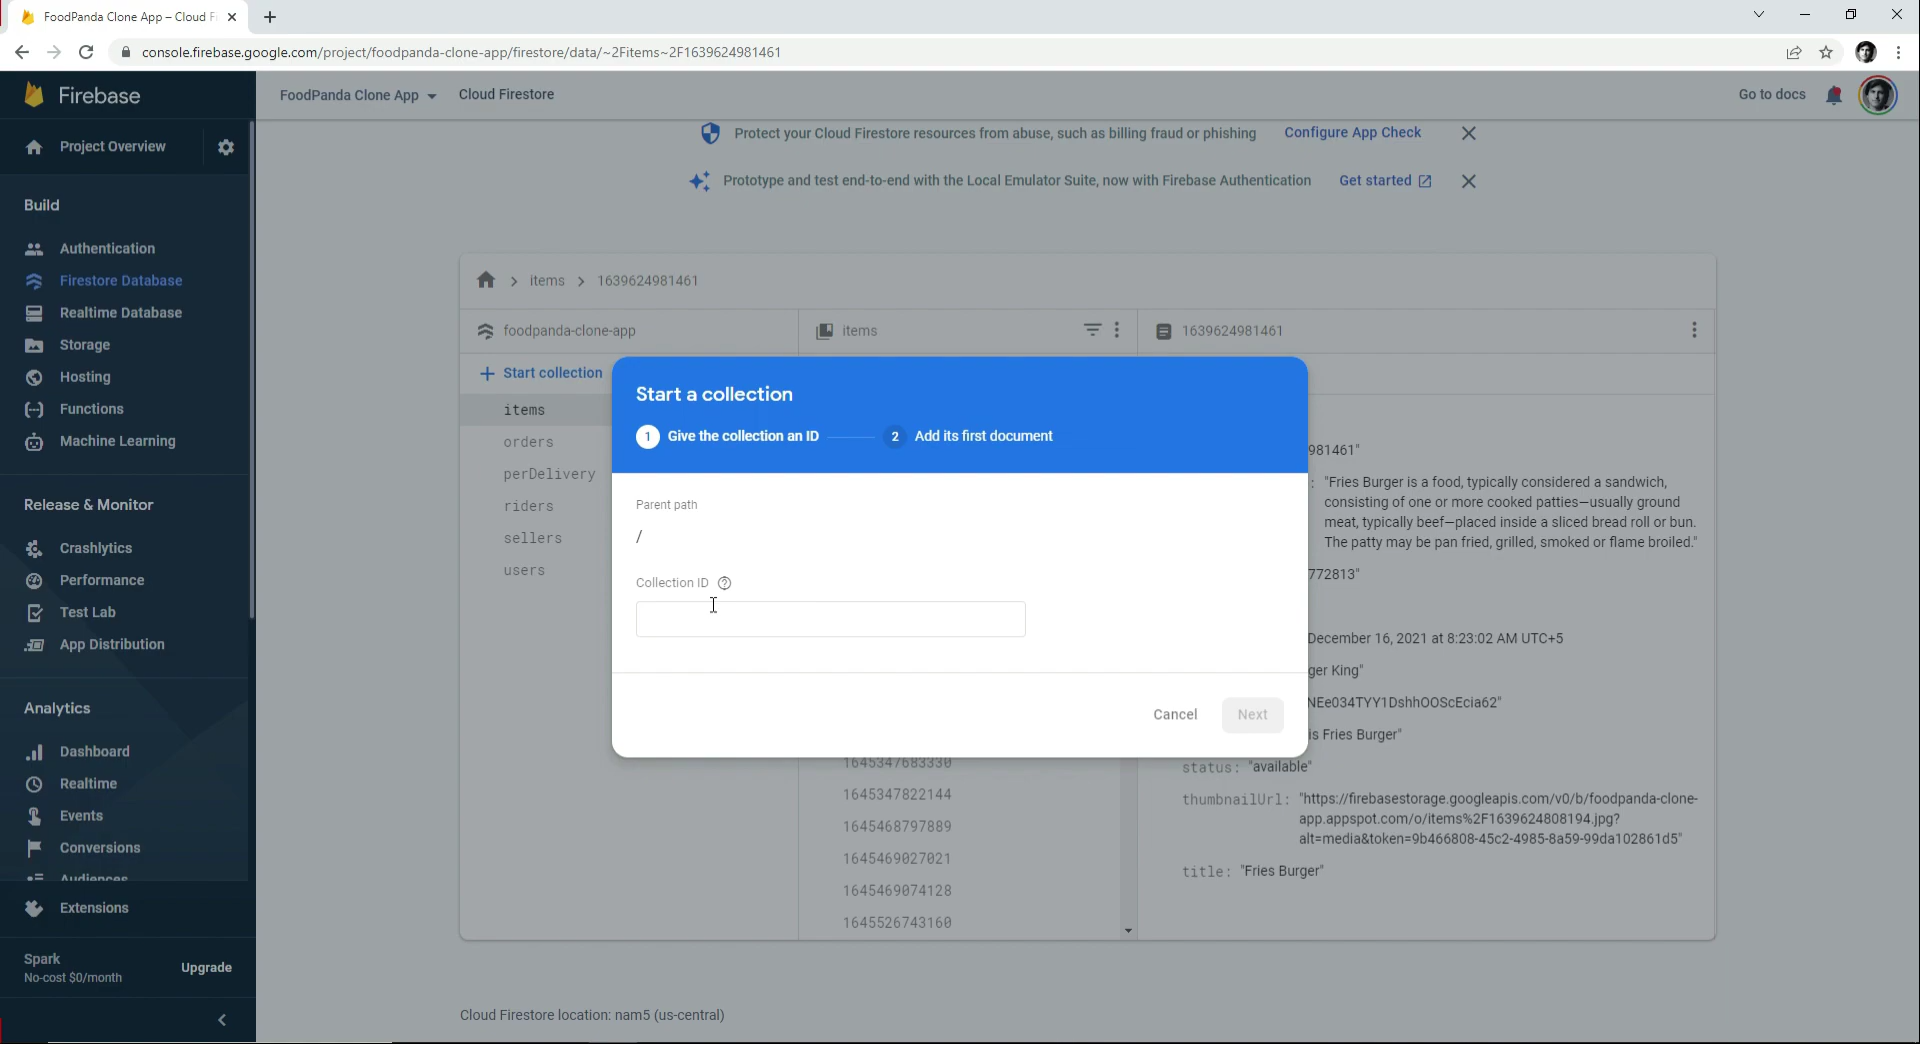 FoodPanda Clone App – Cloud Fi
console.firebase.google.com/project/foodpanda-clone-app/firestore/data/~2Fitems~2F1639624981461
Firebase
FoodPanda Clone App
Cloud Firestore
Go to docs
Project Overview
Protect your Cloud Firestore resources from abuse, such as billing fraud or phishing
Configure App Check
Prototype and test end-to-end with the Local Emulator Suite, now with Firebase Authentication
Get started
Build
Authentication
Firestore Database
Realtime Database
Storage
Hosting
Functions
Machine Learning
Release & Monitor
Crashlytics
Performance
Test Lab
App Distribution
Analytics
Dashboard
Realtime
Events
Conversions
Audiences
Extensions
Spark
No-cost $0/month
Upgrade
items
1639624981461
foodpanda-clone-app
items
1639624981461
Start collection
items
orders
perDelivery
riders
sellers
users
Start a collection
1 Give the collection an ID
2 Add its first document
Parent path
/
Collection ID
Cancel
Next
1645347683330
1645347822144
1645468797889
1645469027021
1645469074128
1645526743160
981461"
: "Fries Burger is a food, typically considered a sandwich,
consisting of one or more cooked patties—usually ground
meat, typically beef—placed inside a sliced bread roll or bun.
The patty may be pan fried, grilled, smoked or flame broiled."
772813"
December 16, 2021 at 8:23:02 AM UTC+5
ger King"
NEe034TYY1DshhOOScEcia62"
is Fries Burger"
status: "available"
thumbnailUrl: "https://firebasestorage.googleapis.com/v0/b/foodpanda-clone-
app.appspot.com/o/items%2F1639624808194.jpg?
alt=media&token=9b466808-45c2-4985-8a59-99da102861d5"
title: "Fries Burger"
Cloud Firestore location: nam5 (us-central)